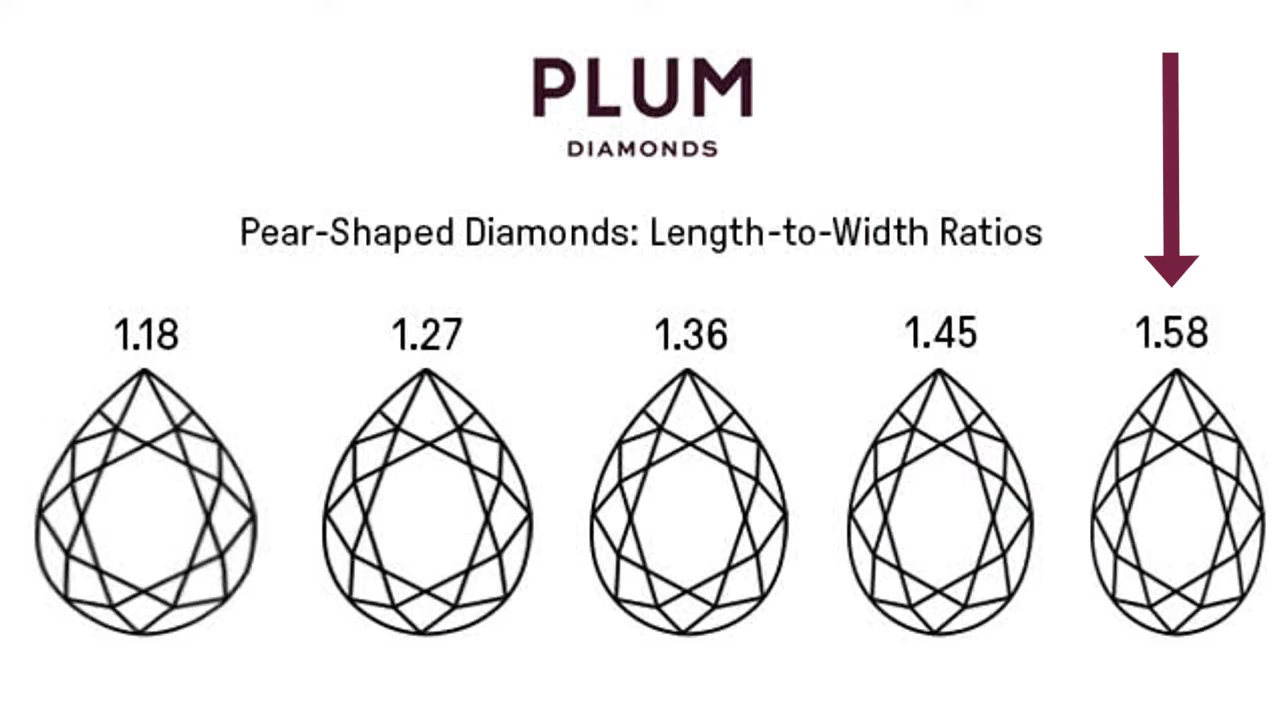 PLUM
DIAMONDS
Pear-Shaped Diamonds: Length-to-Width Ratios
1.18 1.27 1.36 1.45 1.58